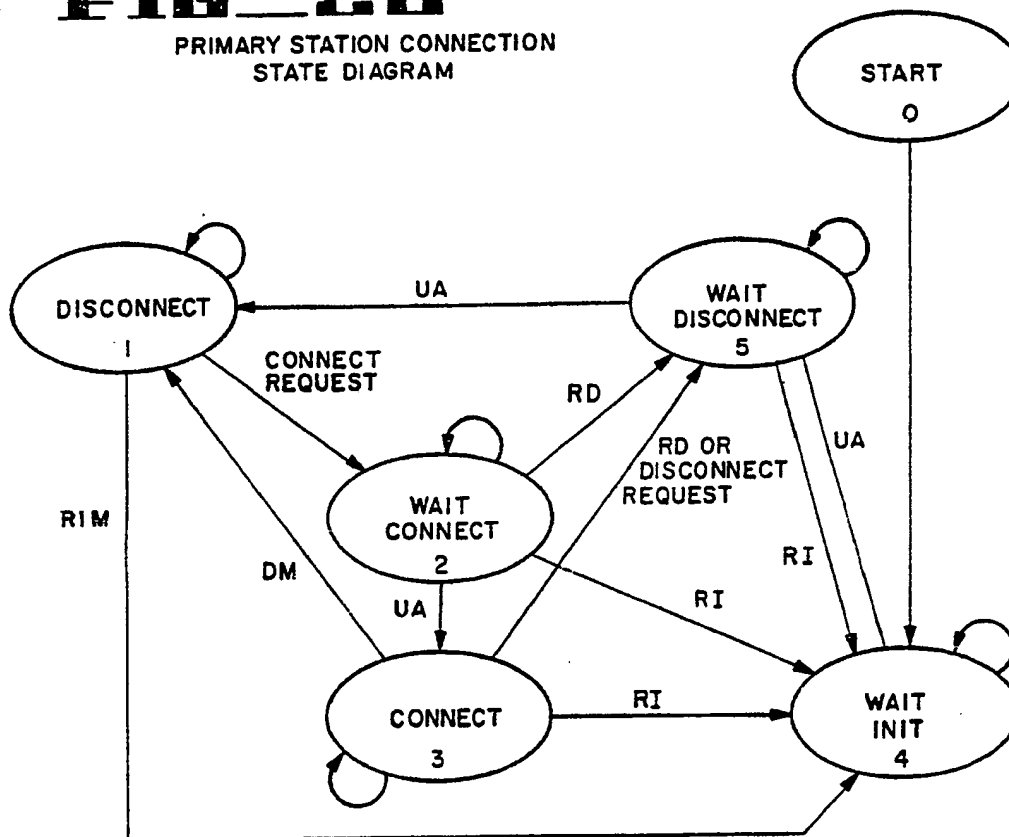 PRIMARY STATION CONNECTION
STATE DIAGRAM
START
0
DISCONNECT
1
UA
WAIT
DISCONNECT
5
CONNECT
REQUEST
RD
RD OR
DISCONNECT
REQUEST
UA
WAIT
CONNECT
2
RIM
DM
RI
RI
UA
CONNECT
3
RI
WAIT
INIT
4